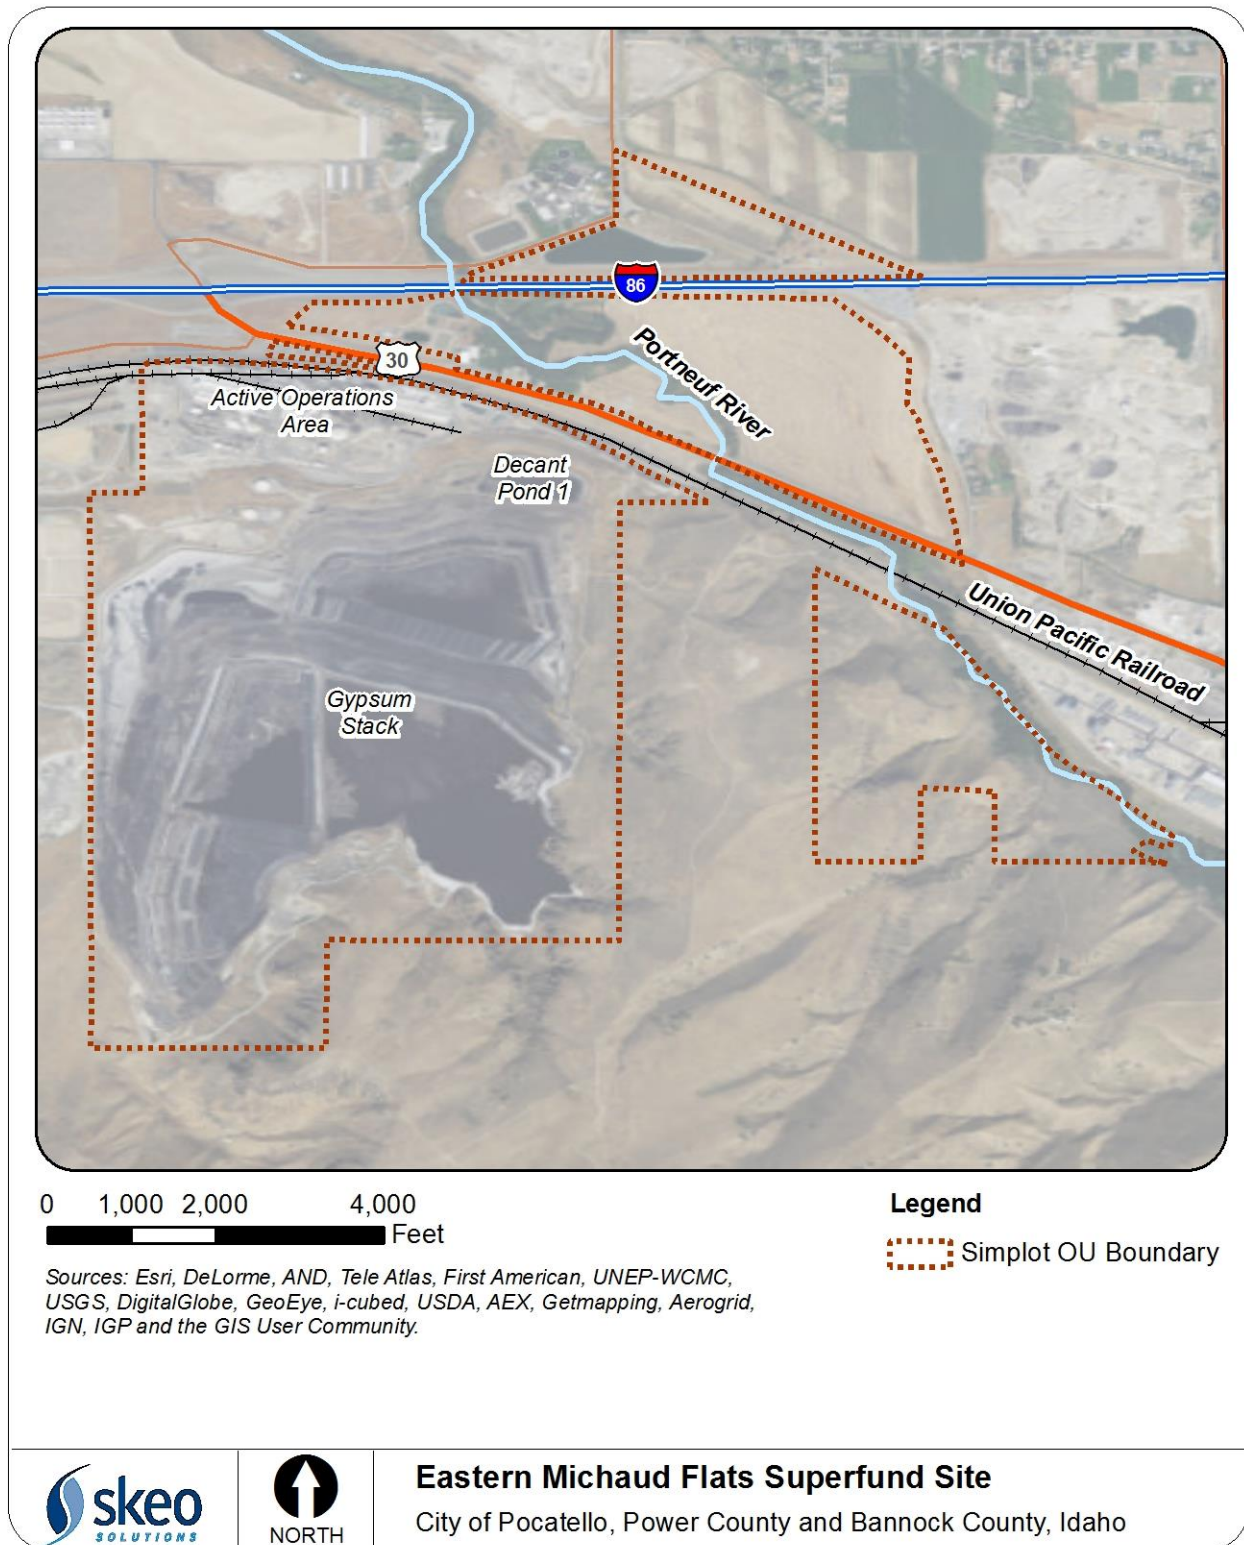 86
30
Portneuf River
Active Operations
Area
Decant
Pond 1
Union Pacific Railroad
Gypsum
Stack
0 1,000 2,000 4,000
Feet
Legend
Simplot OU Boundary
Sources: Esri, DeLorme, AND, Tele Atlas, First American, UNEP-WCMC,
USGS, DigitalGlobe, GeoEye, i-cubed, USDA, AEX, Getmapping, Aerogrid,
IGN, IGP and the GIS User Community.
skeo
SOLUTIONS
NORTH
Eastern Michaud Flats Superfund Site
City of Pocatello, Power County and Bannock County, Idaho